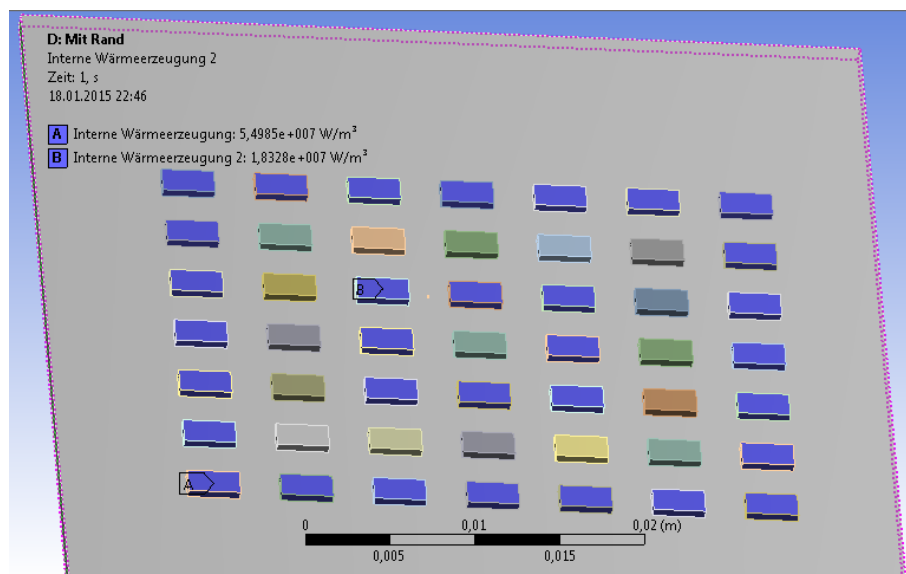 D: Mit Rand
Interne Wärmeerzeugung 2
Zeit: 1, s
18.01.2015 22:46
A Interne Wärmeerzeugung: 5,4985e+007 W/m³
B Interne Wärmeerzeugung 2: 1,8328e+007 W/m³
B
A
0 0,01 0,02 (m)
0,005 0,015